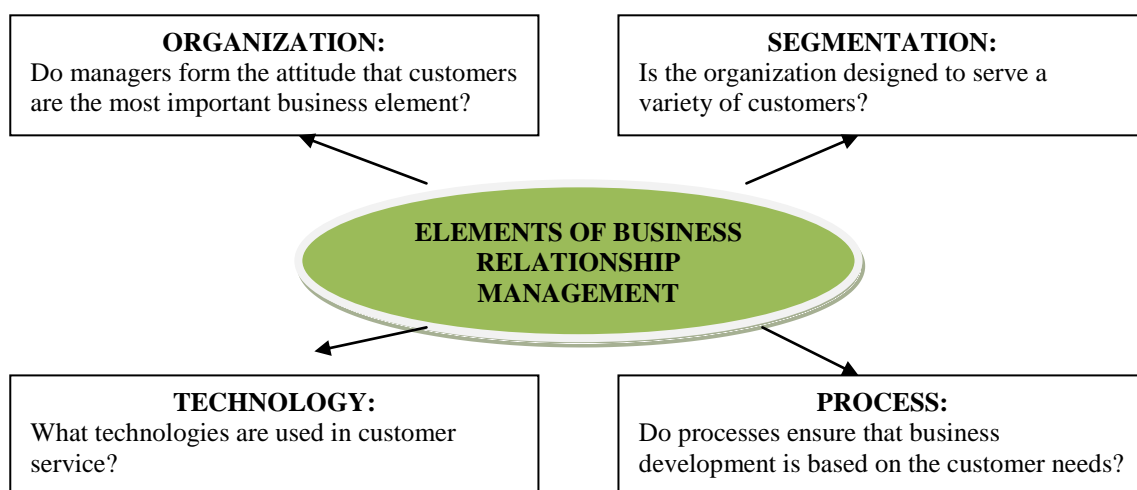 ORGANIZATION:
Do managers form the attitude that customers
are the most important business element?
SEGMENTATION:
Is the organization designed to serve a
variety of customers?
ELEMENTS OF BUSINESS
RELATIONSHIP
MANAGEMENT
TECHNOLOGY:
What technologies are used in customer
service?
PROCESS:
Do processes ensure that business
development is based on the customer needs?